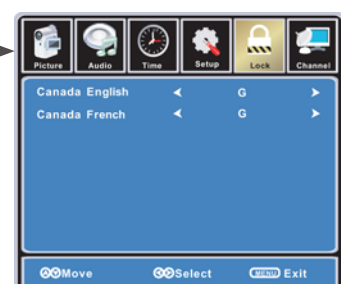 Picture Audio Time Setup Lock Channel
Canada English G
Canada French G
Move Select MENU Exit